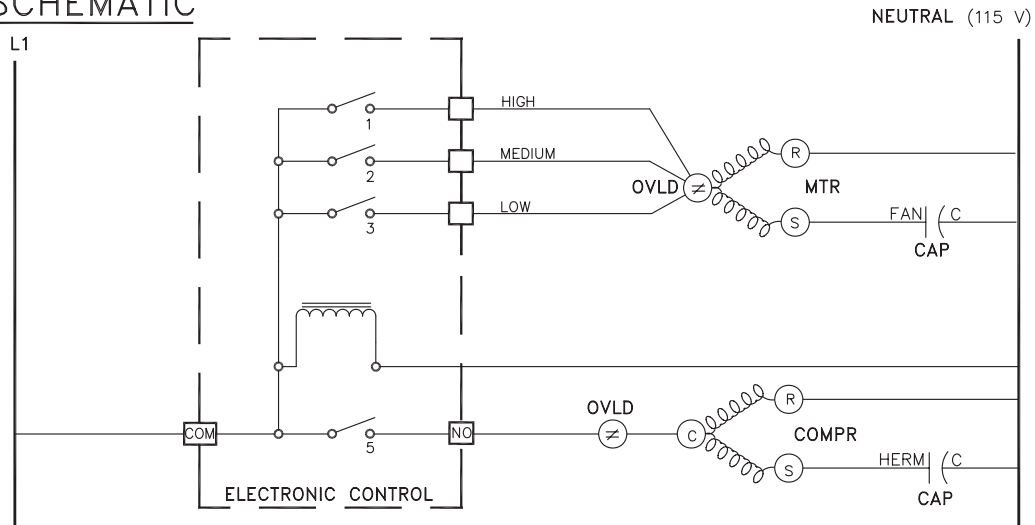 SCHEMATIC
NEUTRAL (115 V)
L1
HIGH
1
MEDIUM
2
OVLD
R
MTR
LOW
3
S
FAN
C
CAP
OVLD
R
COM
5
NO
C
COMPR
S
HERM
C
CAP
ELECTRONIC CONTROL